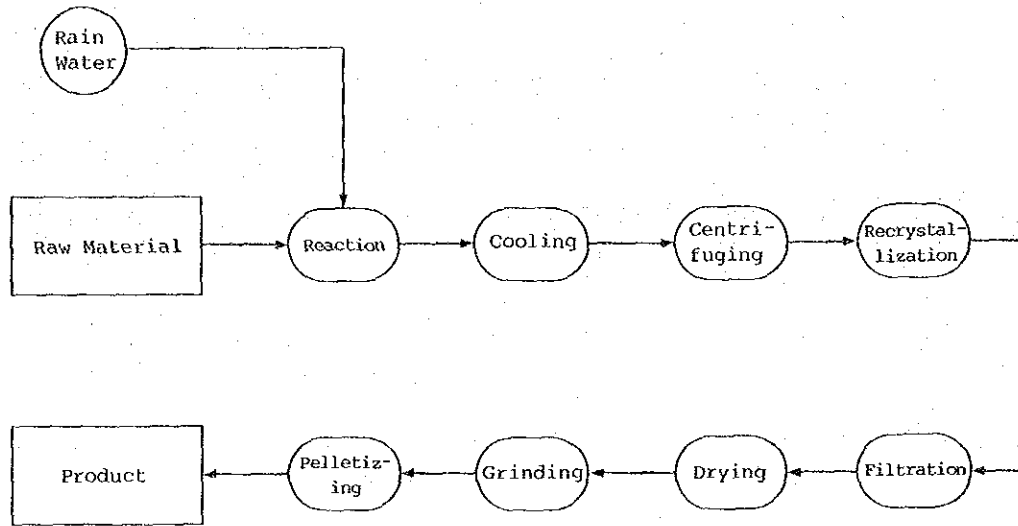 Rain
Water
Raw Material
Reaction
Cooling
Centri-
fuging
Recrystal-
lization
Product
Pelletiz-
ing
Grinding
Drying
Filtration